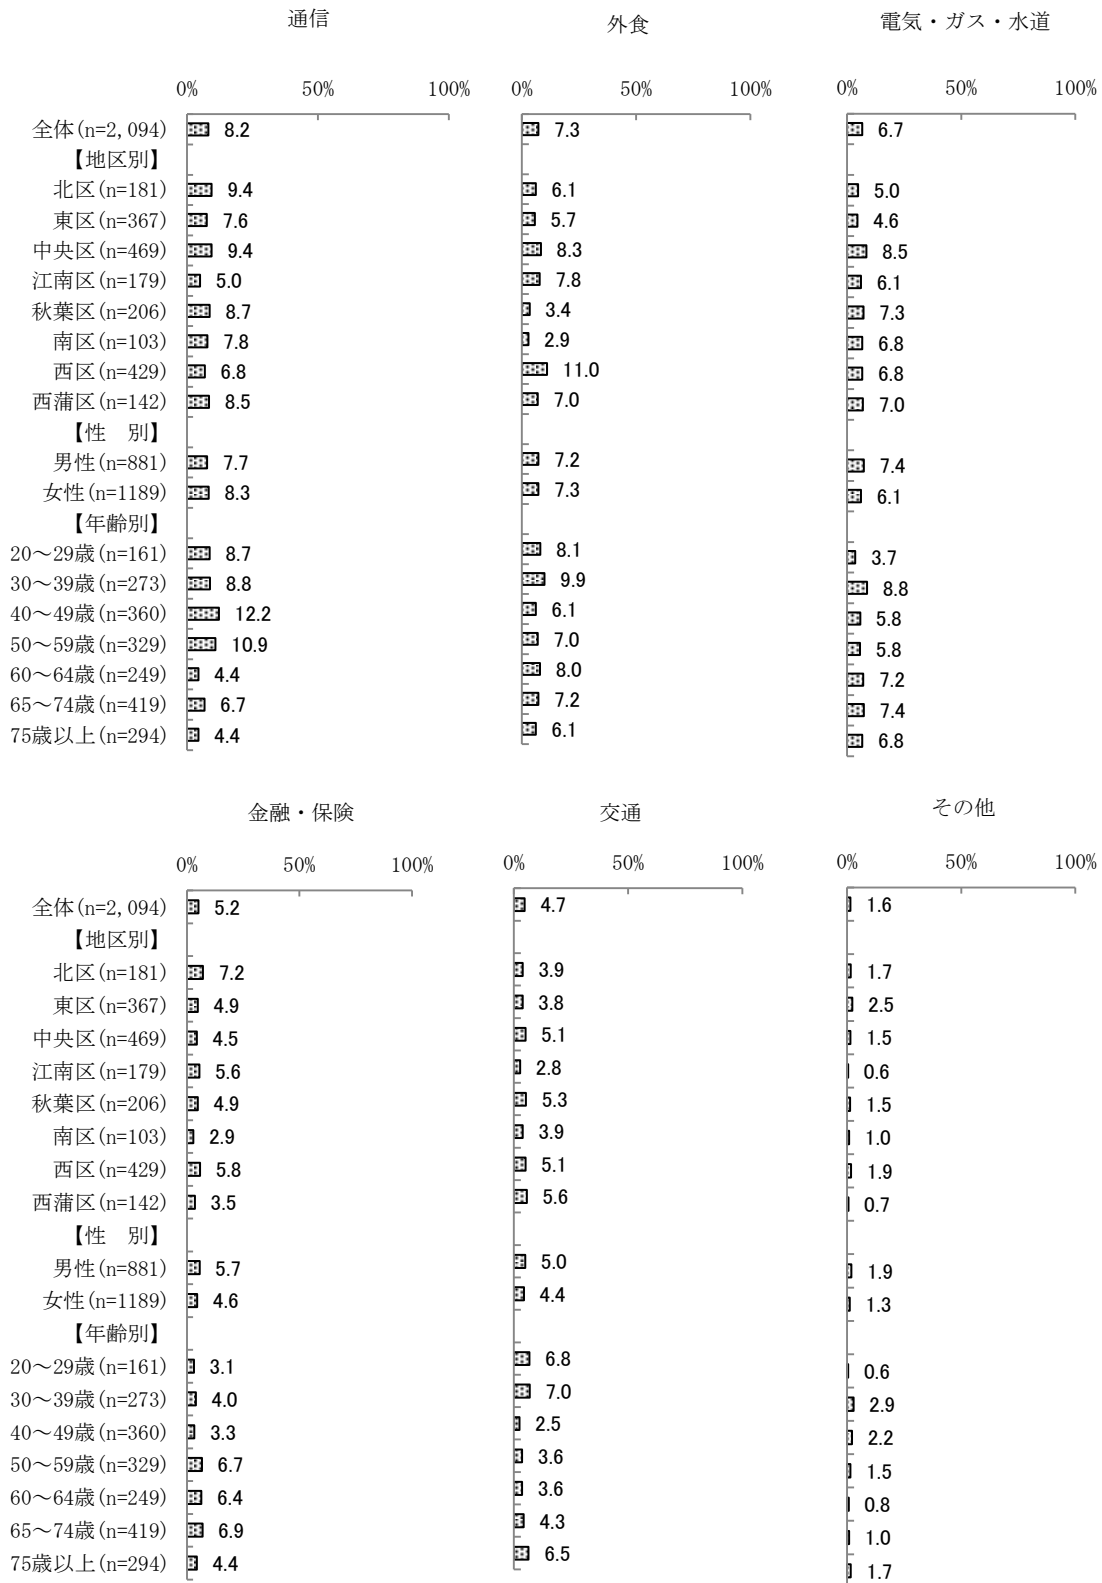 通信 外食 電気・ガス・水道
0% 50% 100% 0% 50% 100% 0% 50% 100%
全体(n=2,094) 8.2 7.3 6.7
【地区別】
北区(n=181) 9.4 6.1 5.0
東区(n=367) 7.6 5.7 4.6
中央区(n=469) 9.4 8.3 8.5
江南区(n=179) 5.0 7.8 6.1
秋葉区(n=206) 8.7 3.4 7.3
南区(n=103) 7.8 2.9 6.8
西区(n=429) 6.8 11.0 6.8
西蒲区(n=142) 8.5 7.0 7.0
【性　別】
男性(n=881) 7.7 7.2 7.4
女性(n=1189) 8.3 7.3 6.1
【年齢別】
20～29歳(n=161) 8.7 8.1 3.7
30～39歳(n=273) 8.8 9.9 8.8
40～49歳(n=360) 12.2 6.1 5.8
50～59歳(n=329) 10.9 7.0 5.8
60～64歳(n=249) 4.4 8.0 7.2
65～74歳(n=419) 6.7 7.2 7.4
75歳以上(n=294) 4.4 6.1 6.8
金融・保険 交通 その他
0% 50% 100% 0% 50% 100% 0% 50% 100%
全体(n=2,094) 5.2 4.7 1.6
【地区別】
北区(n=181) 7.2 3.9 1.7
東区(n=367) 4.9 3.8 2.5
中央区(n=469) 4.5 5.1 1.5
江南区(n=179) 5.6 2.8 0.6
秋葉区(n=206) 4.9 5.3 1.5
南区(n=103) 2.9 3.9 1.0
西区(n=429) 5.8 5.1 1.9
西蒲区(n=142) 3.5 5.6 0.7
【性　別】
男性(n=881) 5.7 5.0 1.9
女性(n=1189) 4.6 4.4 1.3
【年齢別】
20～29歳(n=161) 3.1 6.8 0.6
30～39歳(n=273) 4.0 7.0 2.9
40～49歳(n=360) 3.3 2.5 2.2
50～59歳(n=329) 6.7 3.6 1.5
60～64歳(n=249) 6.4 3.6 0.8
65～74歳(n=419) 6.9 4.3 1.0
75歳以上(n=294) 4.4 6.5 1.7